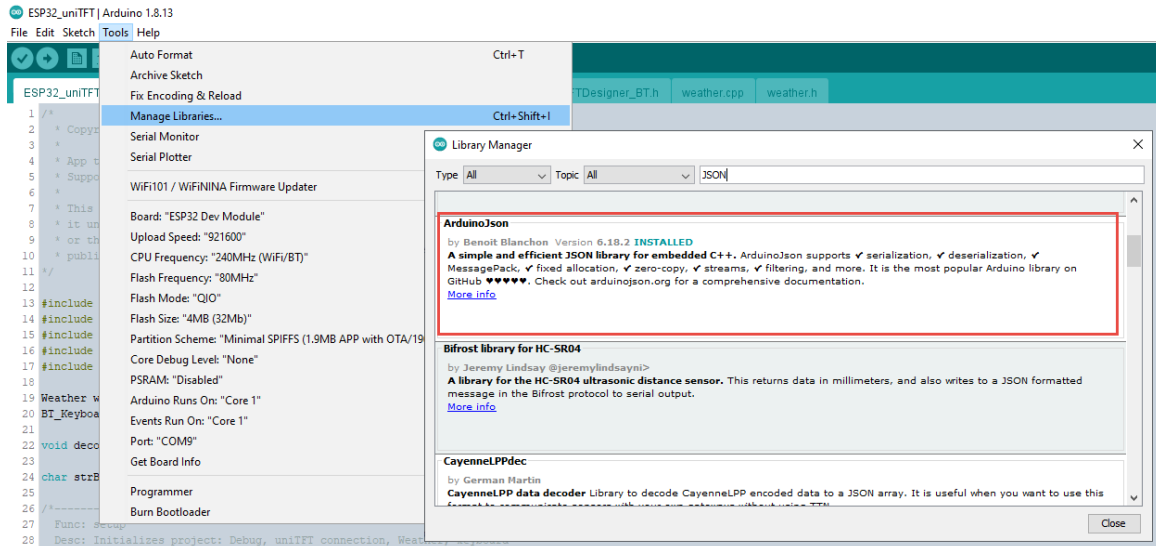 ESP32_uniTFT | Arduino 1.8.13
File Edit Sketch Tools Help
ESP32_uniTFT
TDesigner_BT.h
weather.cpp
weather.h
Auto Format Ctrl+T
Archive Sketch
Fix Encoding & Reload
Manage Libraries... Ctrl+Shift+I
Serial Monitor
Serial Plotter
WiFi101 / WiFiNINA Firmware Updater
Board: "ESP32 Dev Module"
Upload Speed: "921600"
CPU Frequency: "240MHz (WiFi/BT)"
Flash Frequency: "80MHz"
Flash Mode: "QIO"
Flash Size: "4MB (32Mb)"
Partition Scheme: "Minimal SPIFFS (1.9MB APP with OTA/19
Core Debug Level: "None"
PSRAM: "Disabled"
Arduino Runs On: "Core 1"
Events Run On: "Core 1"
Port: "COM9"
Get Board Info
Programmer
Burn Bootloader
1 /*
2 * Copyr
3 *
4 * App t
5 * Suppo
6 *
7 * This
8 * it un
9 * or th
10 * publi
11 */
12
13 #include
14 #include
15 #include
16 #include
17 #include
18
19 Weather w
20 BT_Keyboa
21
22 void deco
23
24 char strB
25
26 /*-------
27 Func: setup
28 Desc: Initializes project: Debug, uniTFT connection, Weather, Keyboard
Library Manager
Type All Topic All JSON
ArduinoJson
by Benoit Blanchon Version 6.18.2 INSTALLED
A simple and efficient JSON library for embedded C++. ArduinoJson supports ✔ serialization, ✔ deserialization, ✔
MessagePack, ✔ fixed allocation, ✔ zero-copy, ✔ streams, ✔ filtering, and more. It is the most popular Arduino library on
GitHub ♥♥♥♥♥. Check out arduinojson.org for a comprehensive documentation.
More info
Bifrost library for HC-SR04
by Jeremy Lindsay @jeremylindsayni>
A library for the HC-SR04 ultrasonic distance sensor. This returns data in millimeters, and also writes to a JSON formatted
message in the Bifrost protocol to serial output.
More info
CayenneLPPdec
by German Martin
CayenneLPP data decoder Library to decode CayenneLPP encoded data to a JSON array. It is useful when you want to use this
Close